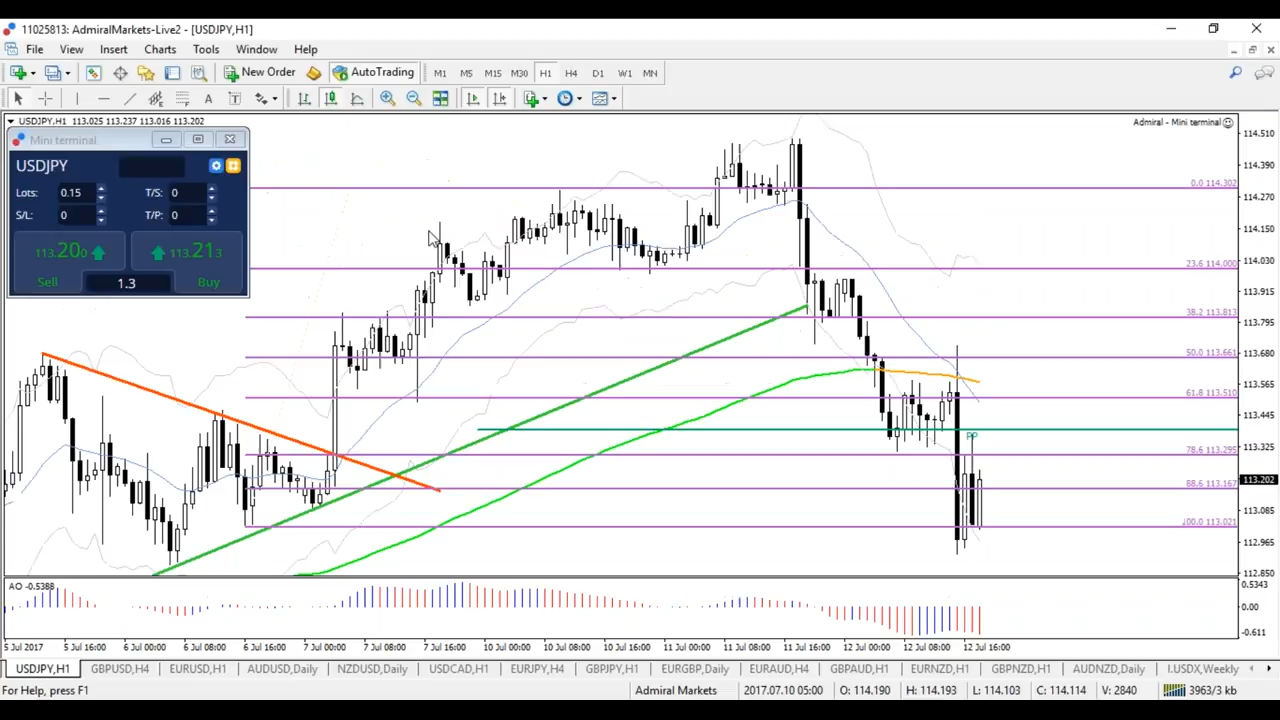 11025813: AdmiralMarkets-Live2 - [USDJPY,H1]
File View Insert Charts Tools Window Help
New Order AutoTrading M1 M5 M15 M30 H1 H4 D1 W1 MN
A T
USDJPY,H1 113.025 113.237 113.016 113.202
Admiral - Mini terminal
Mini terminal
USDJPY
Lots: 0.15 T/S: 0
S/L: 0 T/P: 0
113.200 113.213
Sell 1.3 Buy
114.510
114.390
114.270
114.150
114.030
113.915
113.795
113.680
113.565
113.445
113.325
113.202
113.085
112.965
112.850
0.0 114.302
23.6 114.000
38.2 113.813
50.0 113.661
61.8 113.510
PP
78.6 113.295
88.6 113.167
100.0 113.021
AO -0.5388
0.5343
0.00
-0.611
5 Jul 2017 5 Jul 16:00 6 Jul 00:00 6 Jul 08:00 6 Jul 16:00 7 Jul 00:00 7 Jul 08:00 7 Jul 16:00 10 Jul 00:00 10 Jul 08:00 10 Jul 16:00 11 Jul 00:00 11 Jul 08:00 11 Jul 16:00 12 Jul 00:00 12 Jul 08:00 12 Jul 16:00
USDJPY,H1 GBPUSD,H4 EURUSD,H1 AUDUSD,Daily NZDUSD,Daily USDCAD,H1 EURJPY,H4 GBPJPY,H1 EURGBP,Daily EURAUD,H4 GBPAUD,H1 EURNZD,H1 GBPNZD,H1 AUDNZD,Daily I.USDX,Weekly
For Help, press F1 Admiral Markets 2017.07.10 05:00 O: 114.190 H: 114.193 L: 114.103 C: 114.114 V: 2840 3963/3 kb